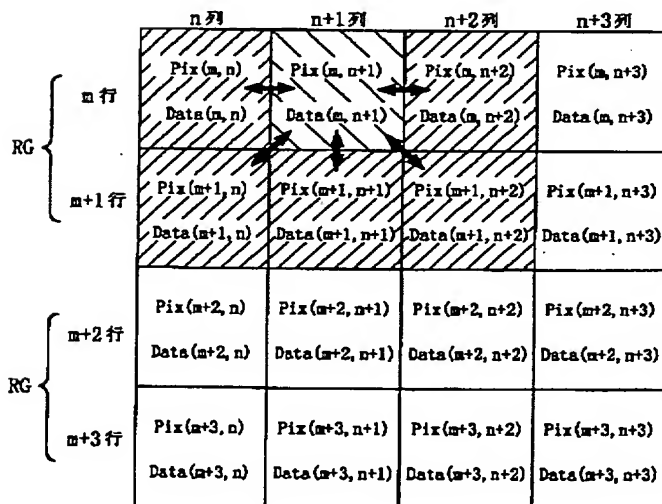 n列 n+1列 n+2列 n+3列
Pix(m, n) Pix(m, n+1) Pix(m, n+2) Pix(m, n+3)
m行
Data(m, n) Data(m, n+1) Data(m, n+2) Data(m, n+3)
RG
Pix(m+1, n) Pix(m+1, n+1) Pix(m+1, n+2) Pix(m+1, n+3)
m+1行
Data(m+1, n) Data(m+1, n+1) Data(m+1, n+2) Data(m+1, n+3)
Pix(m+2, n) Pix(m+2, n+1) Pix(m+2, n+2) Pix(m+2, n+3)
m+2行
Data(m+2, n) Data(m+2, n+1) Data(m+2, n+2) Data(m+2, n+3)
RG
Pix(m+3, n) Pix(m+3, n+1) Pix(m+3, n+2) Pix(m+3, n+3)
m+3行
Data(m+3, n) Data(m+3, n+1) Data(m+3, n+2) Data(m+3, n+3)